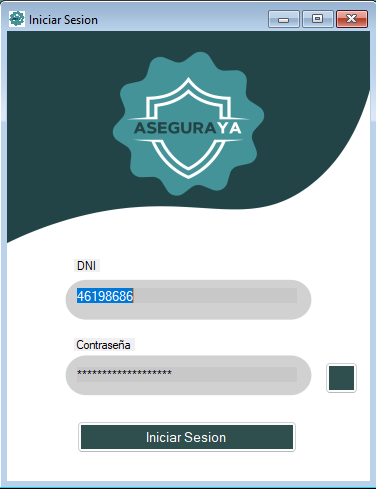 Iniciar Sesion
ASEGURAYA
DNI
46198686
Contraseña
*******************
Iniciar Sesion